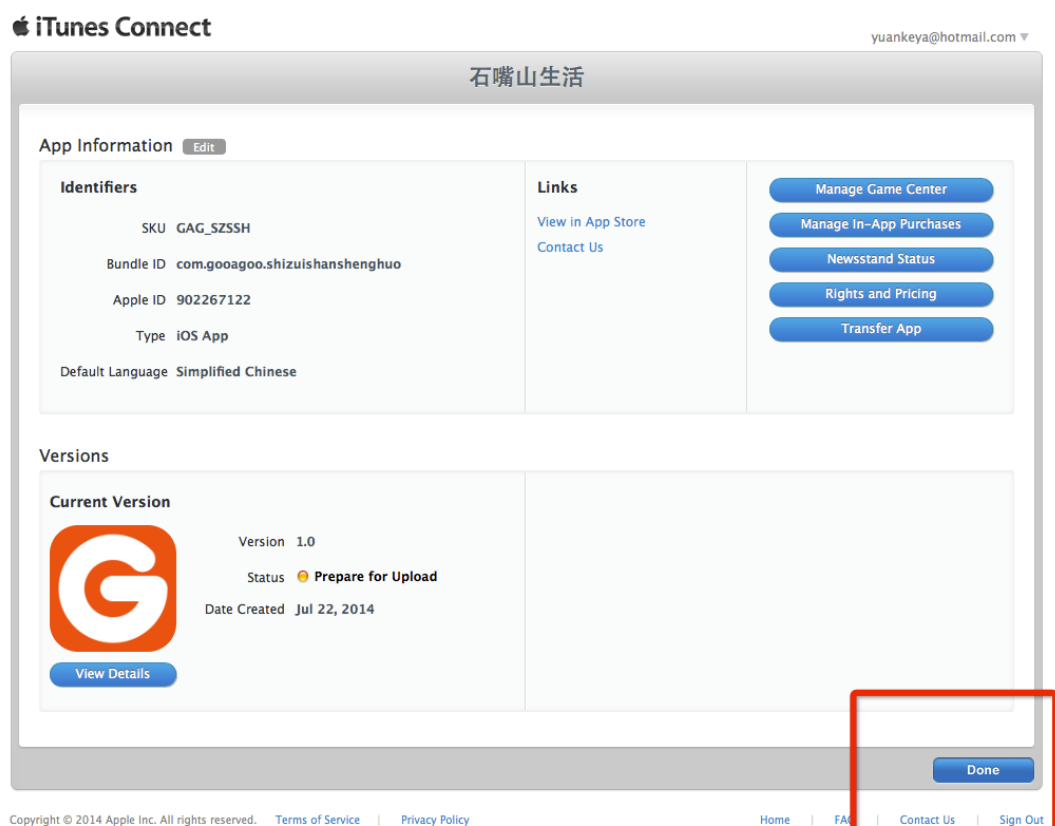 iTunes Connect
yuankeya@hotmail.com
石嘴山生活
App Information Edit
Identifiers
SKU GAG_SZSSH
Bundle ID com.gooagoo.shizuishanshenghuo
Apple ID 902267122
Type iOS App
Default Language Simplified Chinese
Links
View in App Store
Contact Us
Manage Game Center
Manage In-App Purchases
Newsstand Status
Rights and Pricing
Transfer App
Versions
Current Version
Version 1.0
Status Prepare for Upload
Date Created Jul 22, 2014
View Details
Done
Copyright © 2014 Apple Inc. All rights reserved. Terms of Service | Privacy Policy Home | FAQ | Contact Us | Sign Out